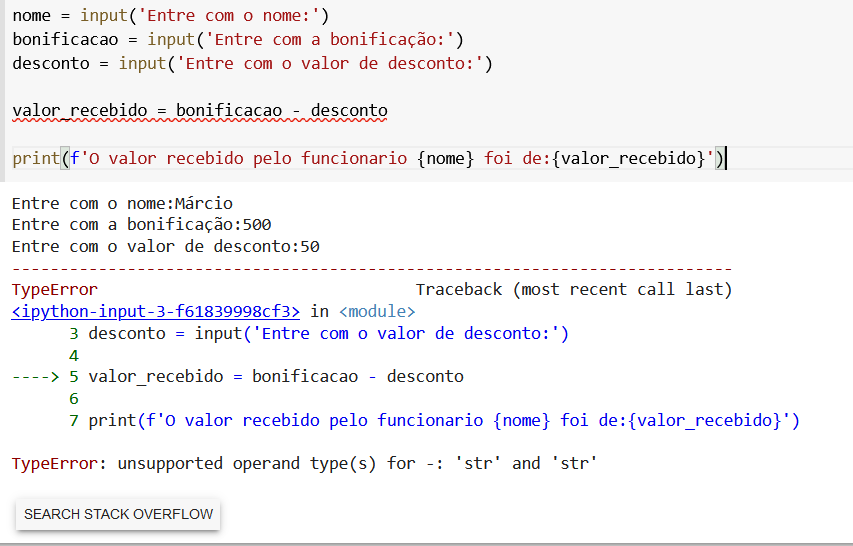 nome = input('Entre com o nome:')
bonificacao = input('Entre com a bonificação:')
desconto = input('Entre com o valor de desconto:')
valor_recebido = bonificacao - desconto
print(f'O valor recebido pelo funcionario {nome} foi de:{valor_recebido}')
Entre com o nome:Márcio
Entre com a bonificação:500
Entre com o valor de desconto:50
---------------------------------------------------------------------------
TypeError                                 Traceback (most recent call last)
<ipython-input-3-f61839998cf3> in <module>
      3 desconto = input('Entre com o valor de desconto:')
      4
----> 5 valor_recebido = bonificacao - desconto
      6
      7 print(f'O valor recebido pelo funcionario {nome} foi de:{valor_recebido}')
TypeError: unsupported operand type(s) for -: 'str' and 'str'
SEARCH STACK OVERFLOW